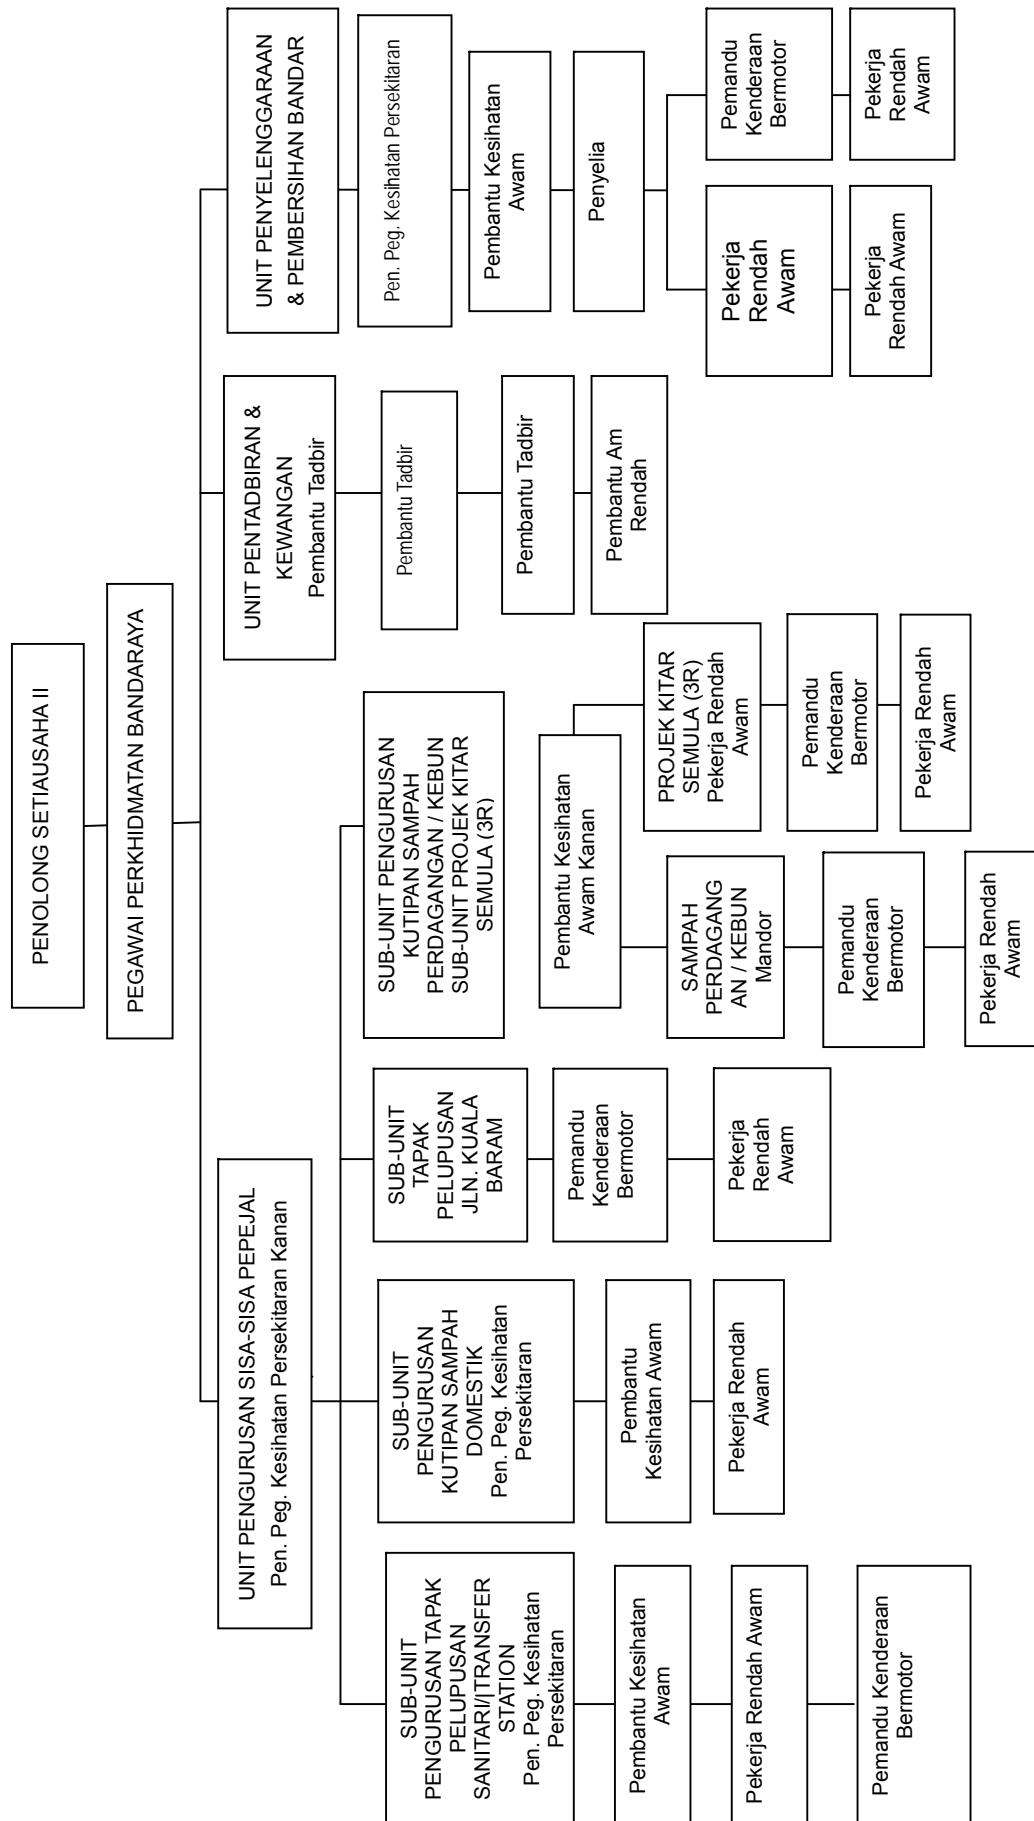 PENOLONG SETIAUSAHA II
PEGAWAI PERKHIDMATAN BANDARAYA
UNIT PENGURUSAN SISA-SISA PEPEJAL
Pen. Peg. Kesihatan Persekitaran Kanan
SUB-UNIT
PENGURUSAN TAPAK
PELUPUSAN
SANITARI/|TRANSFER
STATION
Pen. Peg. Kesihatan
Persekitaran
Pembantu Kesihatan
Awam
Pekerja Rendah Awam
Pemandu Kenderaan
Bermotor
SUB-UNIT
PENGURUSAN
KUTIPAN SAMPAH
DOMESTIK
Pen. Peg. Kesihatan
Persekitaran
Pembantu
Kesihatan Awam
Pekerja Rendah
Awam
SUB-UNIT
TAPAK
PELUPUSAN
JLN. KUALA
BARAM
Pemandu
Kenderaan
Bermotor
Pekerja
Rendah
Awam
SUB-UNIT PENGURUSAN
KUTIPAN SAMPAH
PERDAGANGAN / KEBUN
SUB-UNIT PROJEK KITAR
SEMULA (3R)
Pembantu Kesihatan
Awam Kanan
SAMPAH
PERDAGANG
AN / KEBUN
Mandor
Pemandu
Kenderaan
Bermotor
Pekerja Rendah
Awam
PROJEK KITAR
SEMULA (3R)
Pekerja Rendah
Awam
Pemandu
Kenderaan
Bermotor
Pekerja Rendah
Awam
UNIT PENTADBIRAN &
KEWANGAN
Pembantu Tadbir
Pembantu Tadbir
Pembantu Tadbir
Pembantu Am
Rendah
UNIT PENYELENGGARAAN
& PEMBERSIHAN BANDAR
Pen. Peg. Kesihatan Persekitaran
Pembantu Kesihatan
Awam
Penyelia
Pekerja
Rendah
Awam
Pekerja
Rendah Awam
Pemandu
Kenderaan
Bermotor
Pekerja
Rendah
Awam